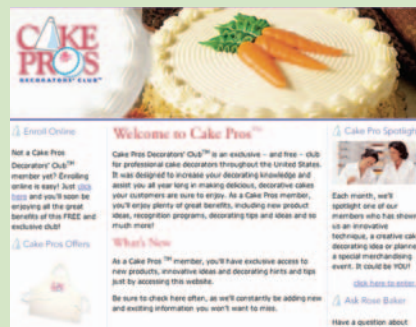 CAKE
PROS
DECORATORS' CLUB™
Enroll Online
Not a Cake Pros
Decorators' Club™
member yet? Enrolling
online is easy! Just click
here and you'll soon be
enjoying all the great
benefits of this FREE and
exclusive club!
Cake Pros Offers
Welcome to Cake Pros™
Cake Pros Decorators' Club™ is an exclusive – and free – club
for professional cake decorators throughout the United States.
It was designed to increase your decorating knowledge and
assist you all year long in making delicious, decorative cakes
your customers are sure to enjoy. As a Cake Pros member,
you'll enjoy plenty of great benefits, including new product
ideas, recognition programs, decorating tips and ideas and so
much more!
What's New
As a Cake Pros ™ member, you'll have exclusive access to
new products, innovative ideas and decorating hints and tips
just by accessing this website.
Be sure to check here often, as we'll constantly be adding new
and exciting information you won't want to miss.
Cake Pro Spotlight
Each month, we'll
spotlight one of our
members who has share
us an innovative
technique, a creative cak
decorating idea or planne
a special merchandising
event. It could be YOU!
click here to enter.
Ask Rose Baker
Have a question about